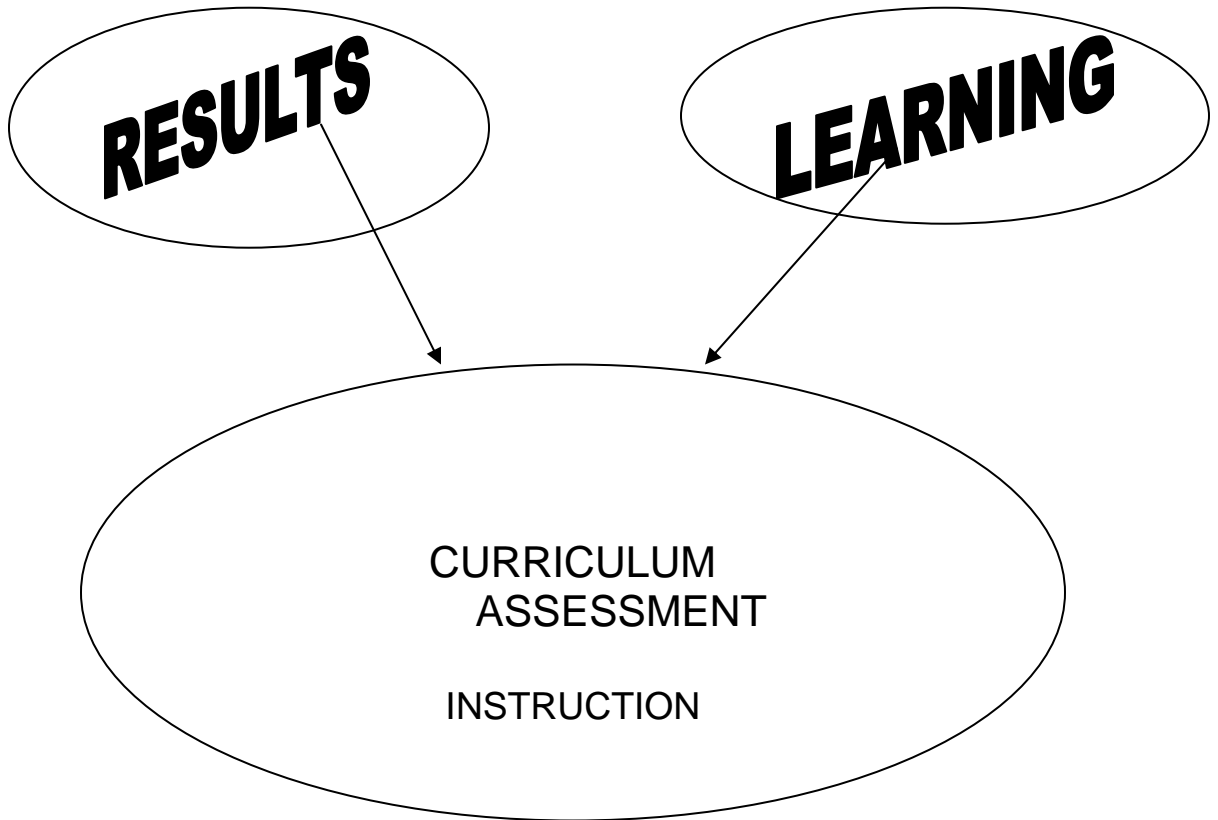 RESULTS
LEARNING
CURRICULUM
ASSESSMENT
INSTRUCTION